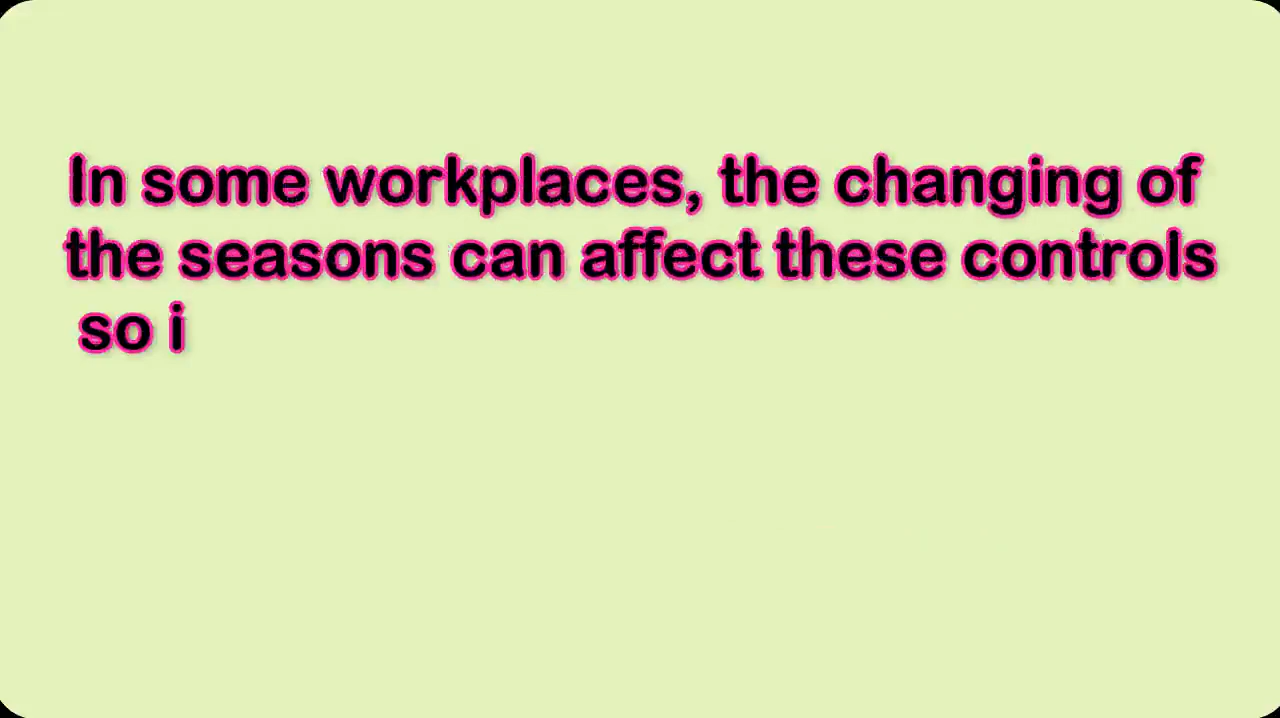 In some workplaces, the changing of
the seasons can affect these controls
so i